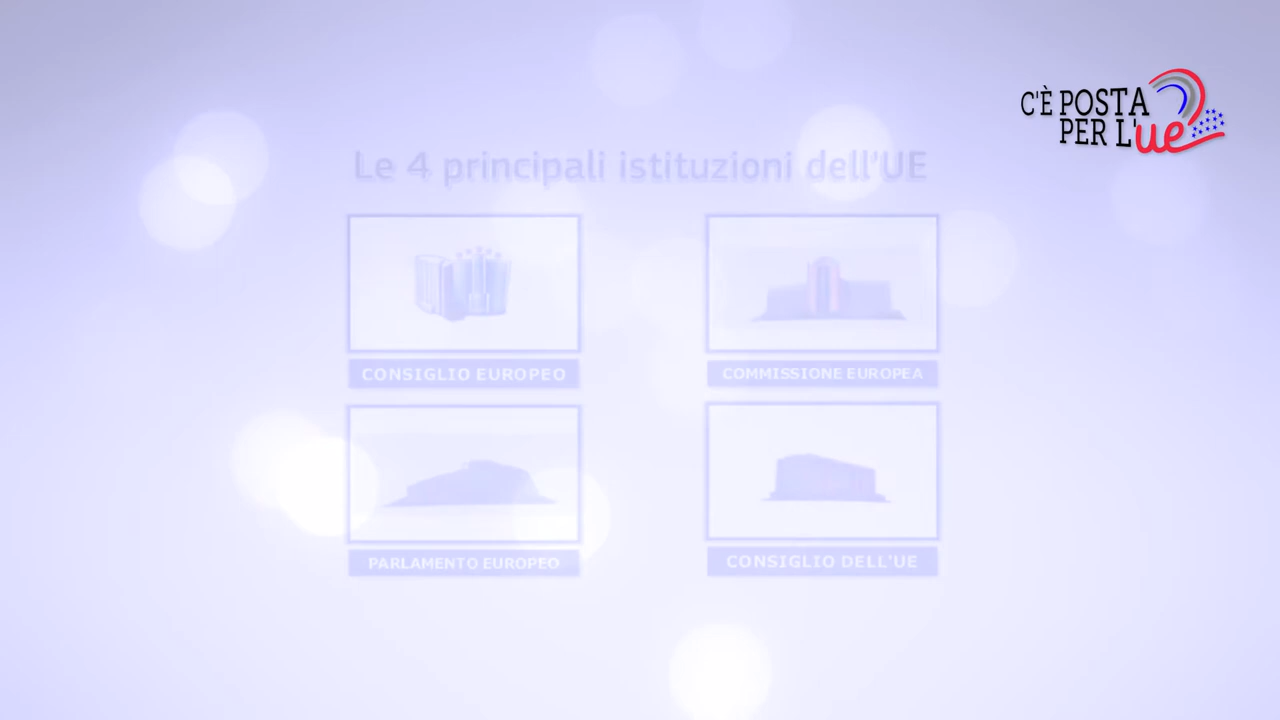 C'È POSTA
PER L'ue
Le 4 principali istituzioni dell'UE
CONSIGLIO EUROPEO
COMMISSIONE EUROPEA
PARLAMENTO EUROPEO
CONSIGLIO DELL'UE